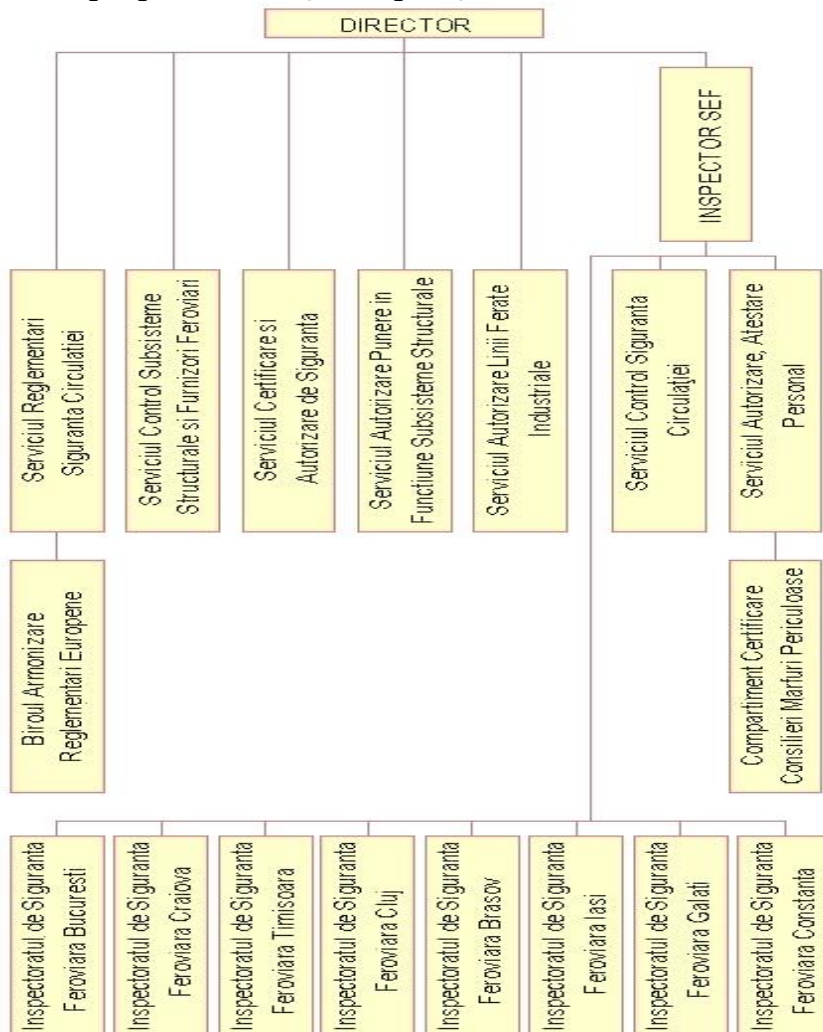 DIRECTOR
INSPECTOR SEF
Serviciul Reglementari
Siguranta Circulatiei
Serviciul Control Subsisteme
Structurale si Furnizori Feroviari
Serviciul Certificare si
Autorizare de Siguranta
Serviciul Autorizare Punere in
Functiune Subsisteme Structurale
Serviciul Autorizare Linii Ferate
Industriale
Serviciul Control Siguranta
Circulaţiei
Serviciul Autorizare, Atestare
Personal
Biroul Armonizare
Reglementari Europene
Compartiment Certificare
Consilieri Marfuri Periculoase
Inspectoratul de Siguranta
Feroviara Bucuresti
Inspectoratul de Siguranta
Feroviara Craiova
Inspectoratul de Siguranta
Feroviara Timisoara
Inspectoratul de Siguranta
Feroviara Cluj
Inspectoratul de Siguranta
Feroviara Brasov
Inspectoratul de Siguranta
Feroviara Iasi
Inspectoratul de Siguranta
Feroviara Galati
Inspectoratul de Siguranta
Feroviara Constanta